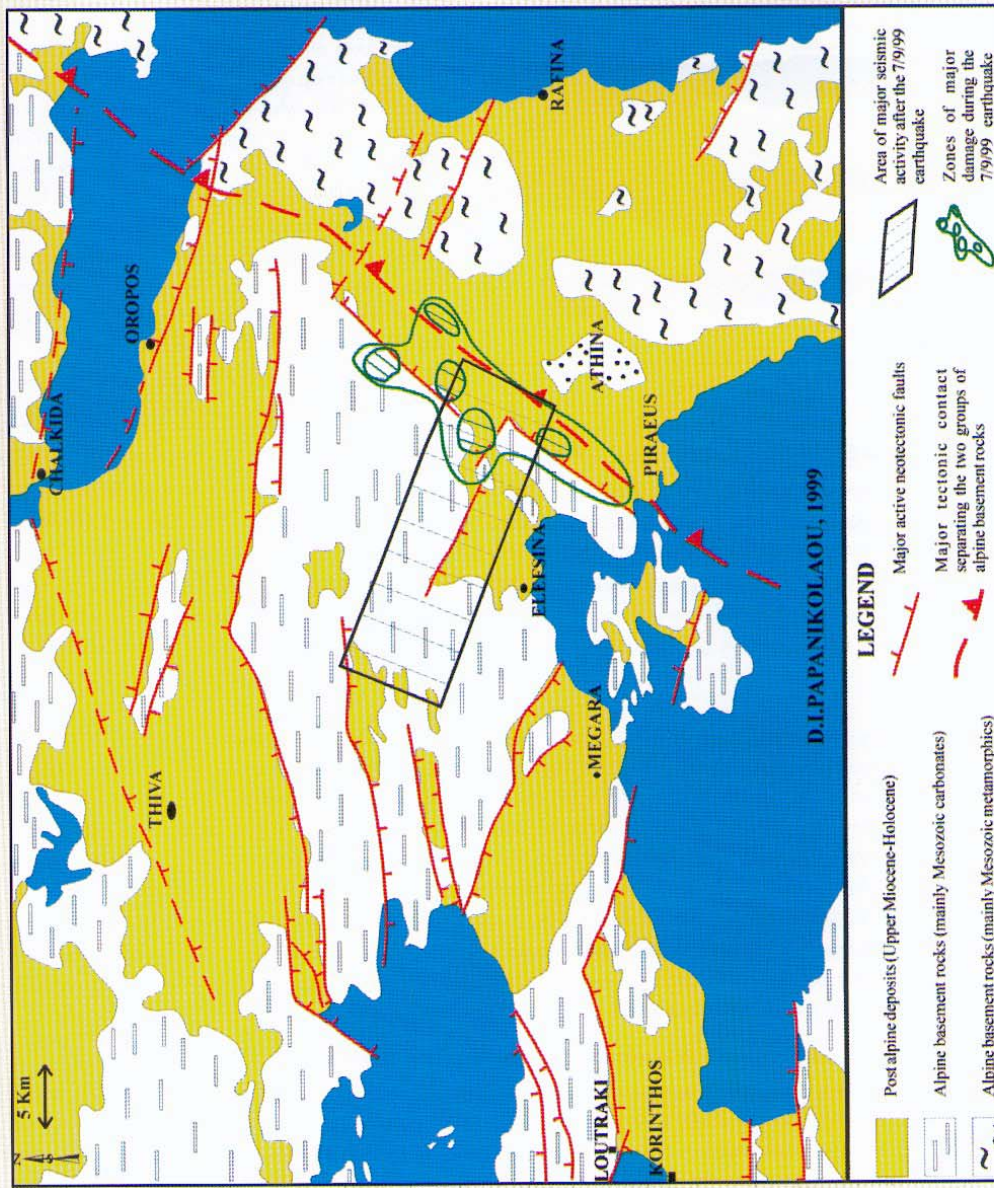 5 Km
CHALKIDA
OROPOS
THIVA
RAFINA
ATHINA
PIRAEUS
ELEFSINA
MEGARA
LOUTRAKI
KORINTHOS
D.I.PAPANIKOLAOU, 1999
LEGEND
Post alpine deposits (Upper Miocene-Holocene)
Alpine basement rocks (mainly Mesozoic carbonates)
Alpine basement rocks (mainly Mesozoic metamorphics)
Major active neotectonic faults
Major tectonic contact
separating the two groups of
alpine basement rocks
Area of major seismic
activity after the 7/9/99
earthquake
Zones of major
damage during the
7/9/99 earthquake